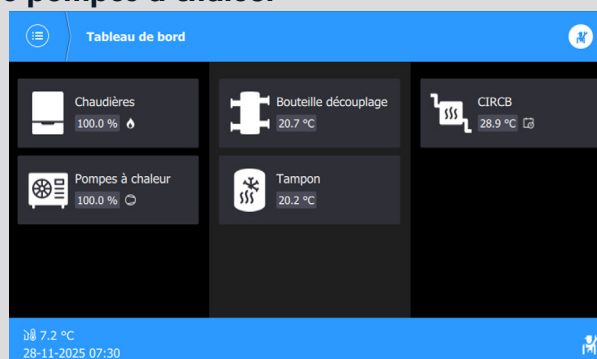 Tableau de bord
Chaudières
100.0 %
Bouteille découplage
20.7 °C
CIRCB
28.9 °C
Pompes à chaleur
100.0 %
Tampon
20.2 °C
7.2 °C
28-11-2025 07:30